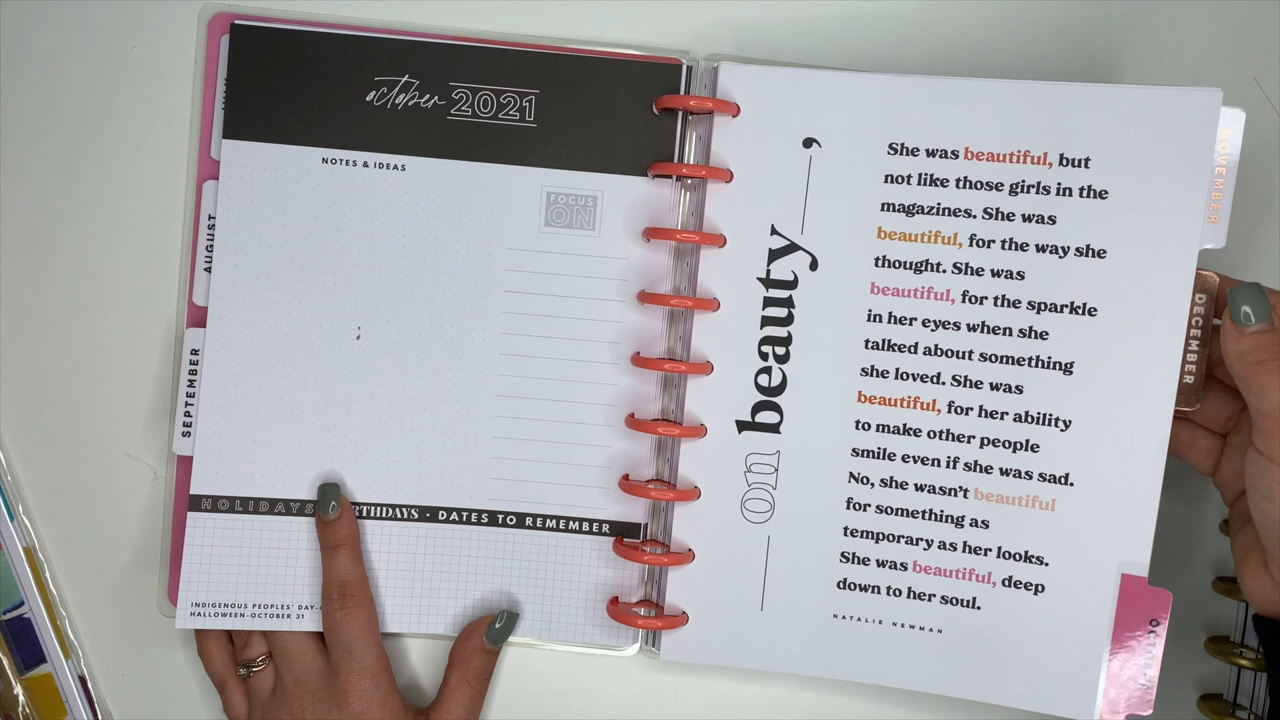 october 2021
NOTES & IDEAS
FOCUS
ON
HOLIDAYS
RTHDAYS • DATES TO REMEMBER
INDIGENOUS PEOPLES' DAY-
HALLOWEEN-OCTOBER 31
AUGUST
SEPTEMBER
on beauty,
She was beautiful, but
not like those girls in the
magazines. She was
beautiful, for the way she
thought. She was
beautiful, for the sparkle
in her eyes when she
talked about something
she loved. She was
beautiful, for her ability
to make other people
smile even if she was sad.
No, she wasn't beautiful
for something as
temporary as her looks.
She was beautiful, deep
down to her soul.
NATALIE NEWMAN
NOVEMBER
DECEMBER
OCTOBER